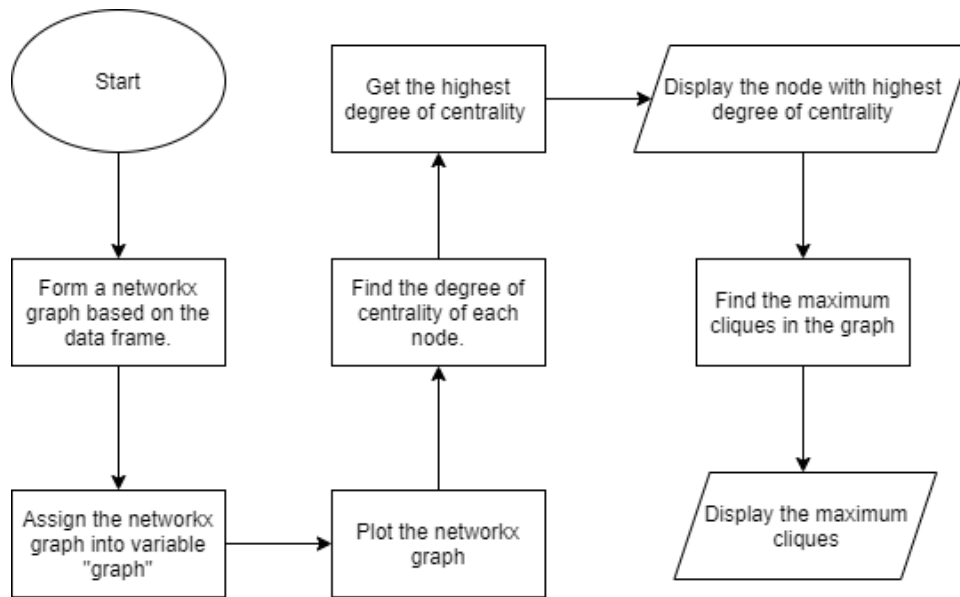 Start
Form a networkx
graph based on the
data frame.
Assign the networkx
graph into variable
"graph"
Plot the networkx
graph
Find the degree of
centrality of each
node.
Get the highest
degree of centrality
Display the node with highest
degree of centrality
Find the maximum
cliques in the graph
Display the maximum
cliques